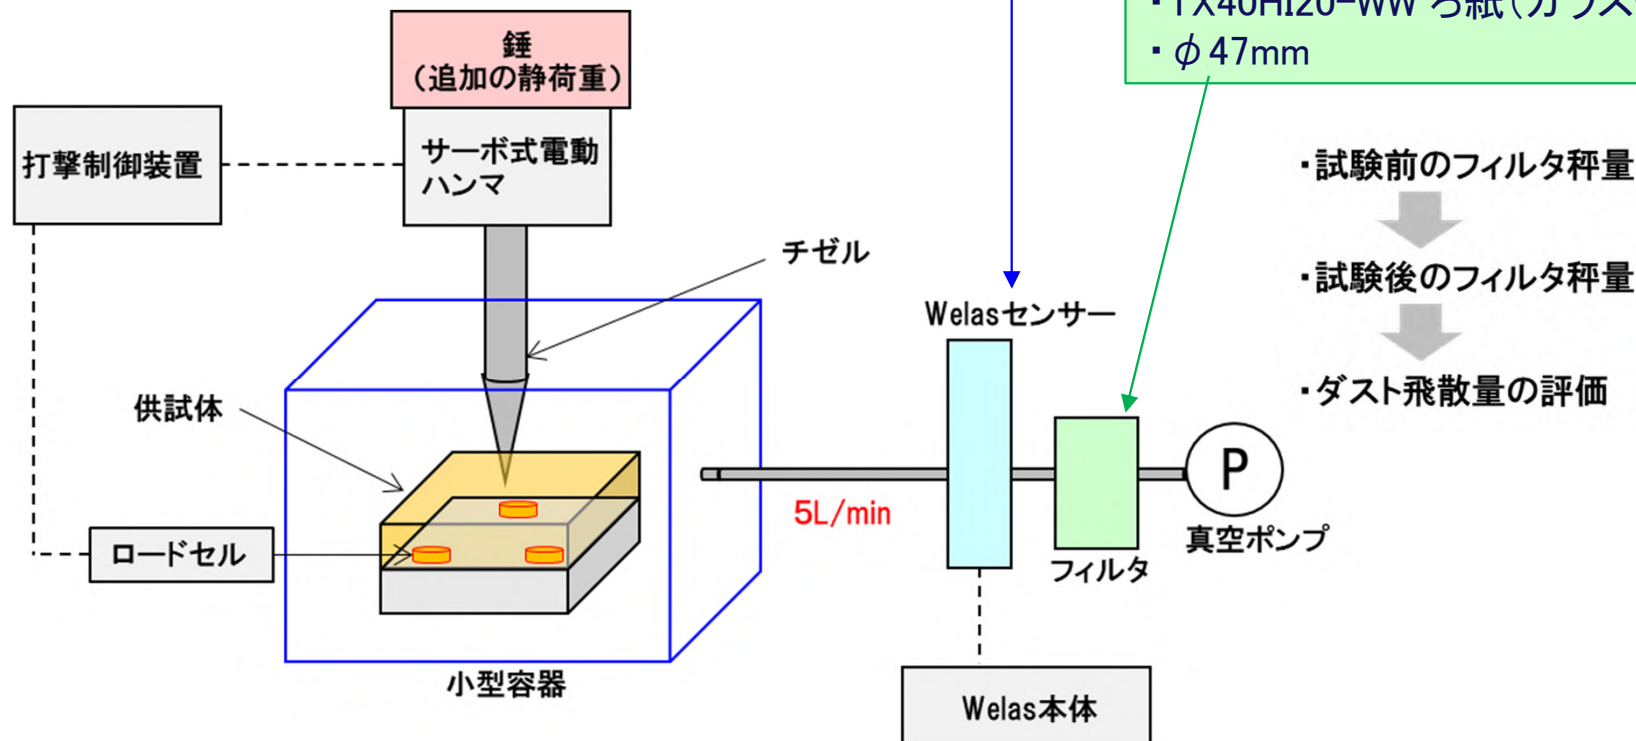 ・φ47mm
錘
（追加の静荷重）
打撃制御装置
サーボ式電動
ハンマ
・試験前のフィルタ秤量
チゼル
・試験後のフィルタ秤量
Welasセンサー
供試体
・ダスト飛散量の評価
P
5L/min
真空ポンプ
ロードセル
フィルタ
小型容器
Welas本体